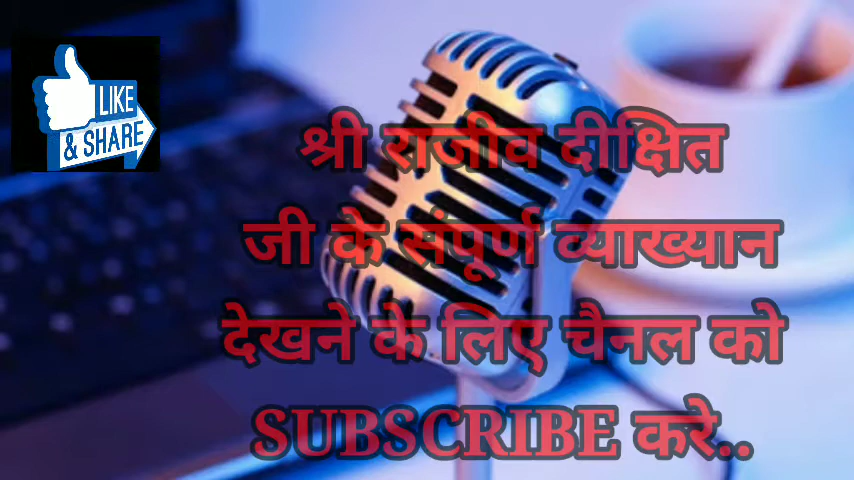 LIKE
& SHARE
श्री राजीव दीक्षित
जी के संपूर्ण व्याख्यान
देखने के लिए चैनल को
SUBSCRIBE करे..